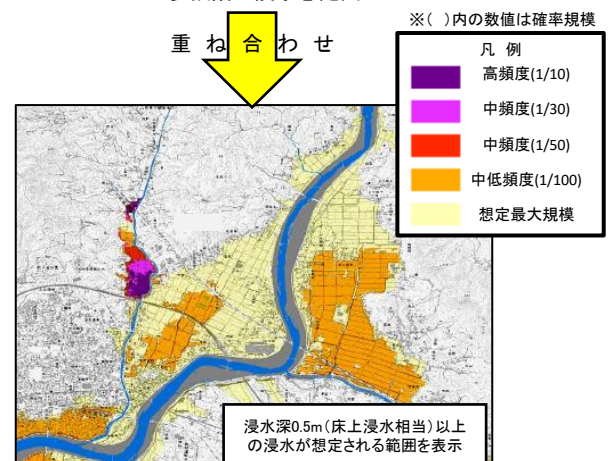 ※( )内の数値は確率規模
重 ね 合 わ せ
凡 例
高頻度(1/10)
中頻度(1/30)
中頻度(1/50)
中低頻度(1/100)
想定最大規模
浸水深0.5m(床上浸水相当)以上
の浸水が想定される範囲を表示